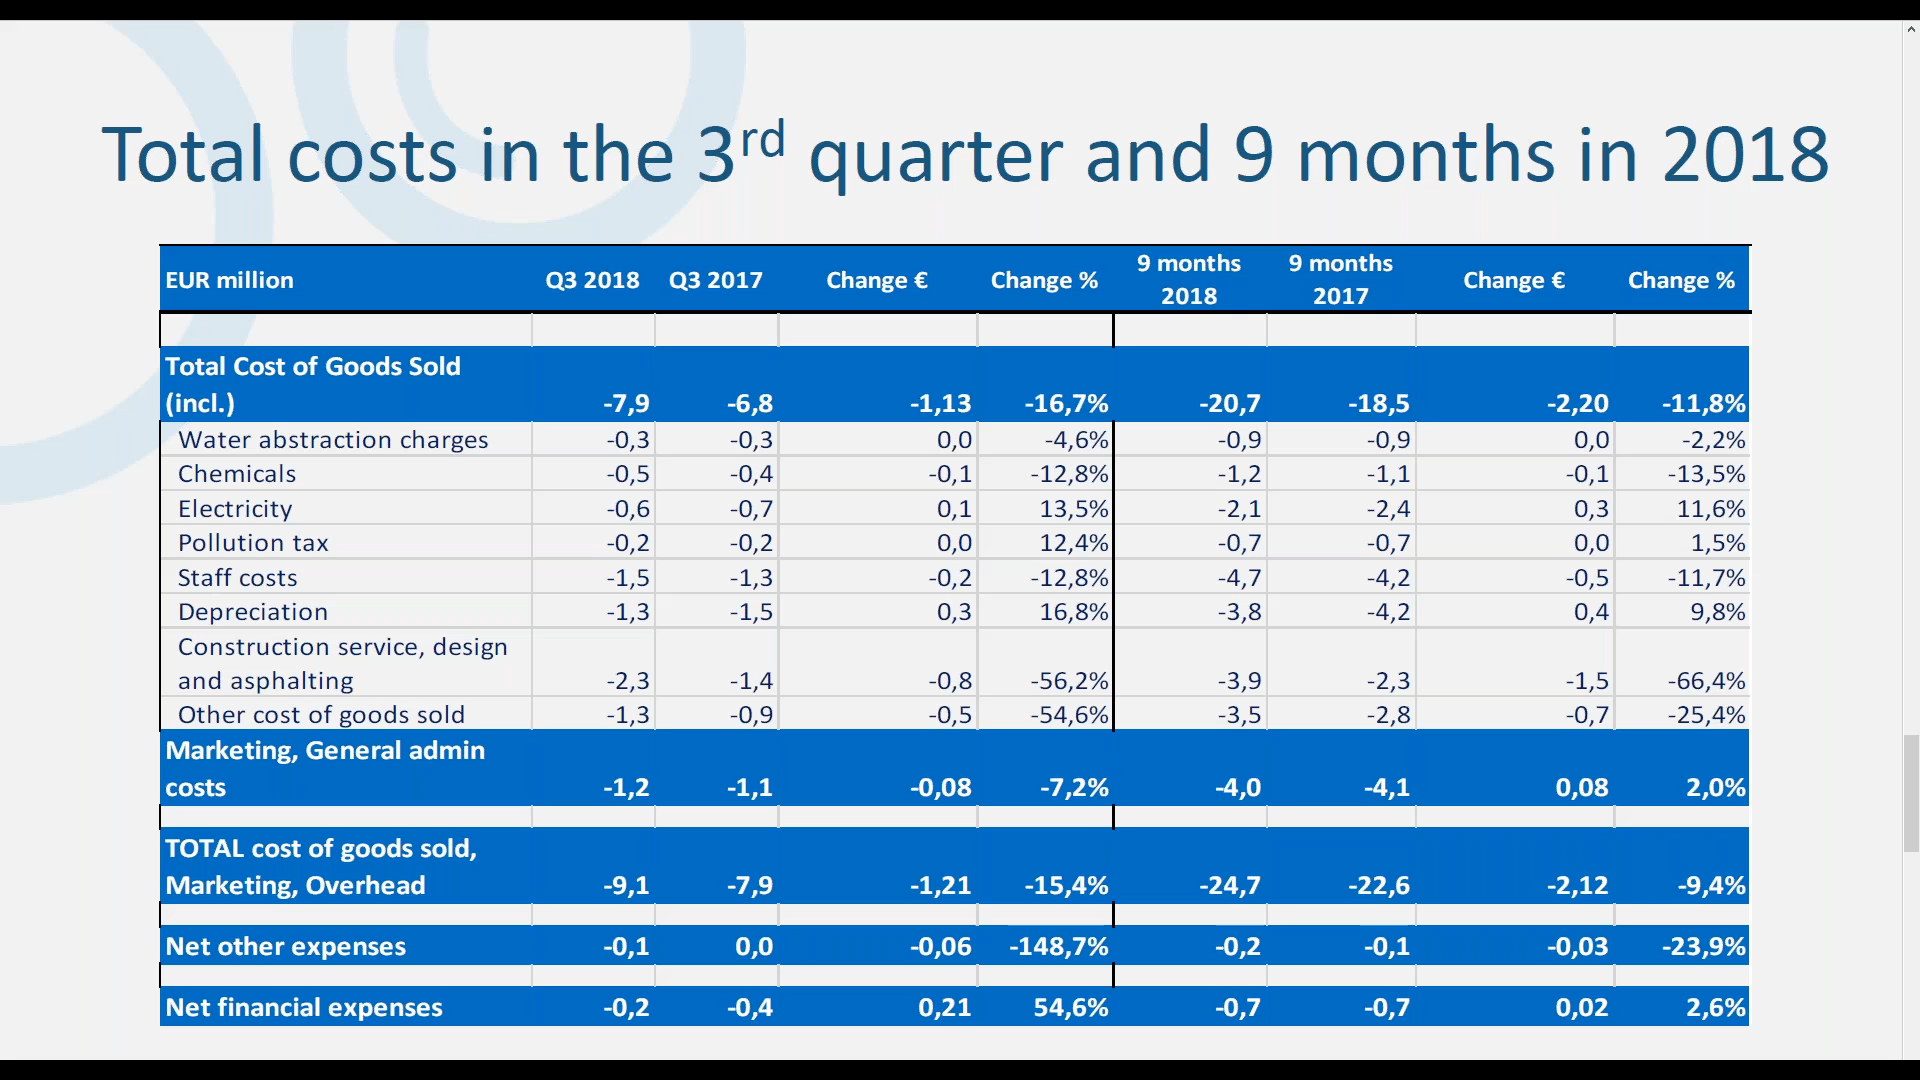 Total costs in the 3rd quarter and 9 months in 2018
EUR million Q3 2018 Q3 2017 Change € Change % 9 months 2018 9 months 2017 Change € Change %
Total Cost of Goods Sold
(incl.) -7,9 -6,8 -1,13 -16,7% -20,7 -18,5 -2,20 -11,8%
Water abstraction charges -0,3 -0,3 0,0 -4,6% -0,9 -0,9 0,0 -2,2%
Chemicals -0,5 -0,4 -0,1 -12,8% -1,2 -1,1 -0,1 -13,5%
Electricity -0,6 -0,7 0,1 13,5% -2,1 -2,4 0,3 11,6%
Pollution tax -0,2 -0,2 0,0 12,4% -0,7 -0,7 0,0 1,5%
Staff costs -1,5 -1,3 -0,2 -12,8% -4,7 -4,2 -0,5 -11,7%
Depreciation -1,3 -1,5 0,3 16,8% -3,8 -4,2 0,4 9,8%
Construction service, design
and asphalting -2,3 -1,4 -0,8 -56,2% -3,9 -2,3 -1,5 -66,4%
Other cost of goods sold -1,3 -0,9 -0,5 -54,6% -3,5 -2,8 -0,7 -25,4%
Marketing, General admin
costs -1,2 -1,1 -0,08 -7,2% -4,0 -4,1 0,08 2,0%
TOTAL cost of goods sold,
Marketing, Overhead -9,1 -7,9 -1,21 -15,4% -24,7 -22,6 -2,12 -9,4%
Net other expenses -0,1 0,0 -0,06 -148,7% -0,2 -0,1 -0,03 -23,9%
Net financial expenses -0,2 -0,4 0,21 54,6% -0,7 -0,7 0,02 2,6%